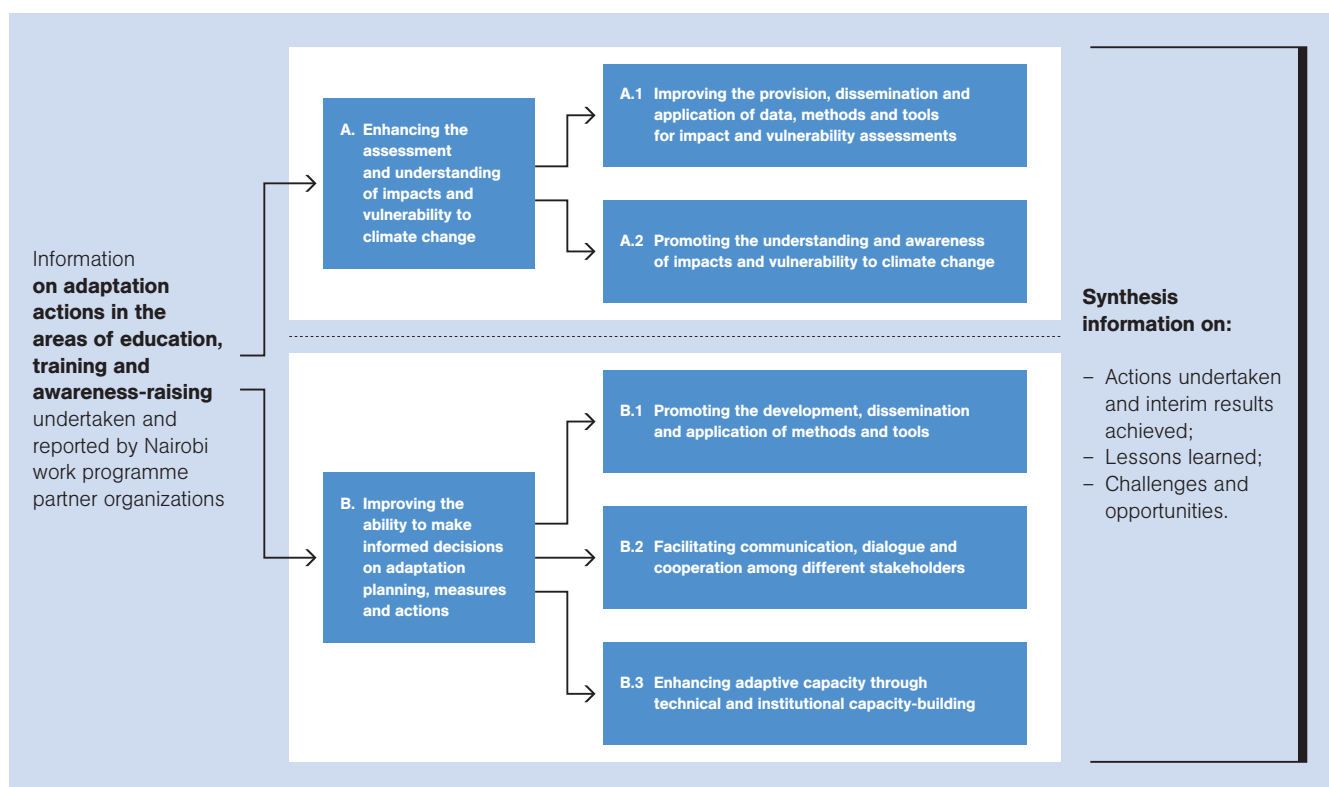 Information
on adaptation
actions in the
areas of education,
training and
awareness-raising
undertaken and
reported by Nairobi
work programme
partner organizations
A. Enhancing the
assessment
and understanding
of impacts and
vulnerability to
climate change
A.1 Improving the provision, dissemination and
application of data, methods and tools
for impact and vulnerability assessments
A.2 Promoting the understanding and awareness
of impacts and vulnerability to climate change
B. Improving the
ability to make
informed decisions
on adaptation
planning, measures
and actions
B.1 Promoting the development, dissemination
and application of methods and tools
B.2 Facilitating communication, dialogue and
cooperation among different stakeholders
B.3 Enhancing adaptive capacity through
technical and institutional capacity-building
Synthesis
information on:
– Actions undertaken
and interim results
achieved;
– Lessons learned;
– Challenges and
opportunities.